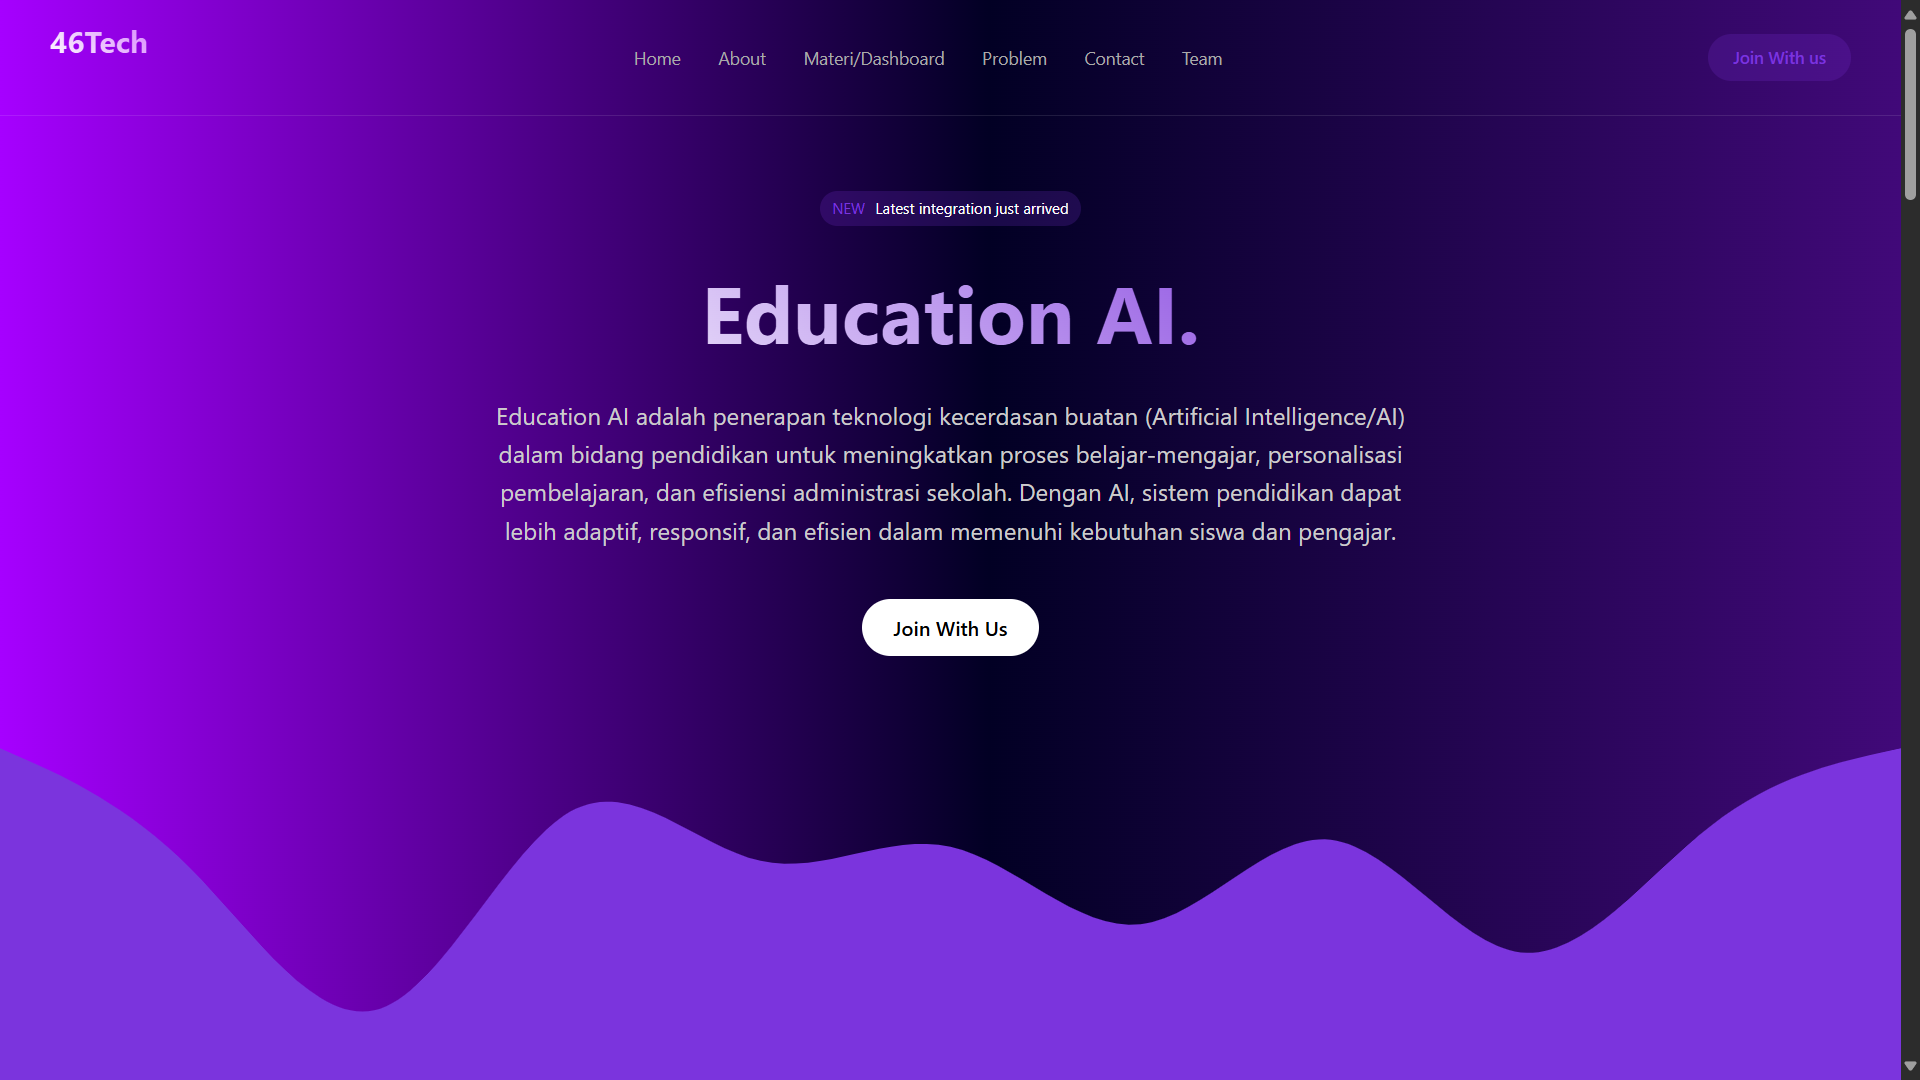 46Tech
Home About Materi/Dashboard Problem Contact Team
Join With us
NEW Latest integration just arrived
Education AI.
Education AI adalah penerapan teknologi kecerdasan buatan (Artificial Intelligence/AI)
dalam bidang pendidikan untuk meningkatkan proses belajar-mengajar, personalisasi
pembelajaran, dan efisiensi administrasi sekolah. Dengan AI, sistem pendidikan dapat
lebih adaptif, responsif, dan efisien dalam memenuhi kebutuhan siswa dan pengajar.
Join With Us